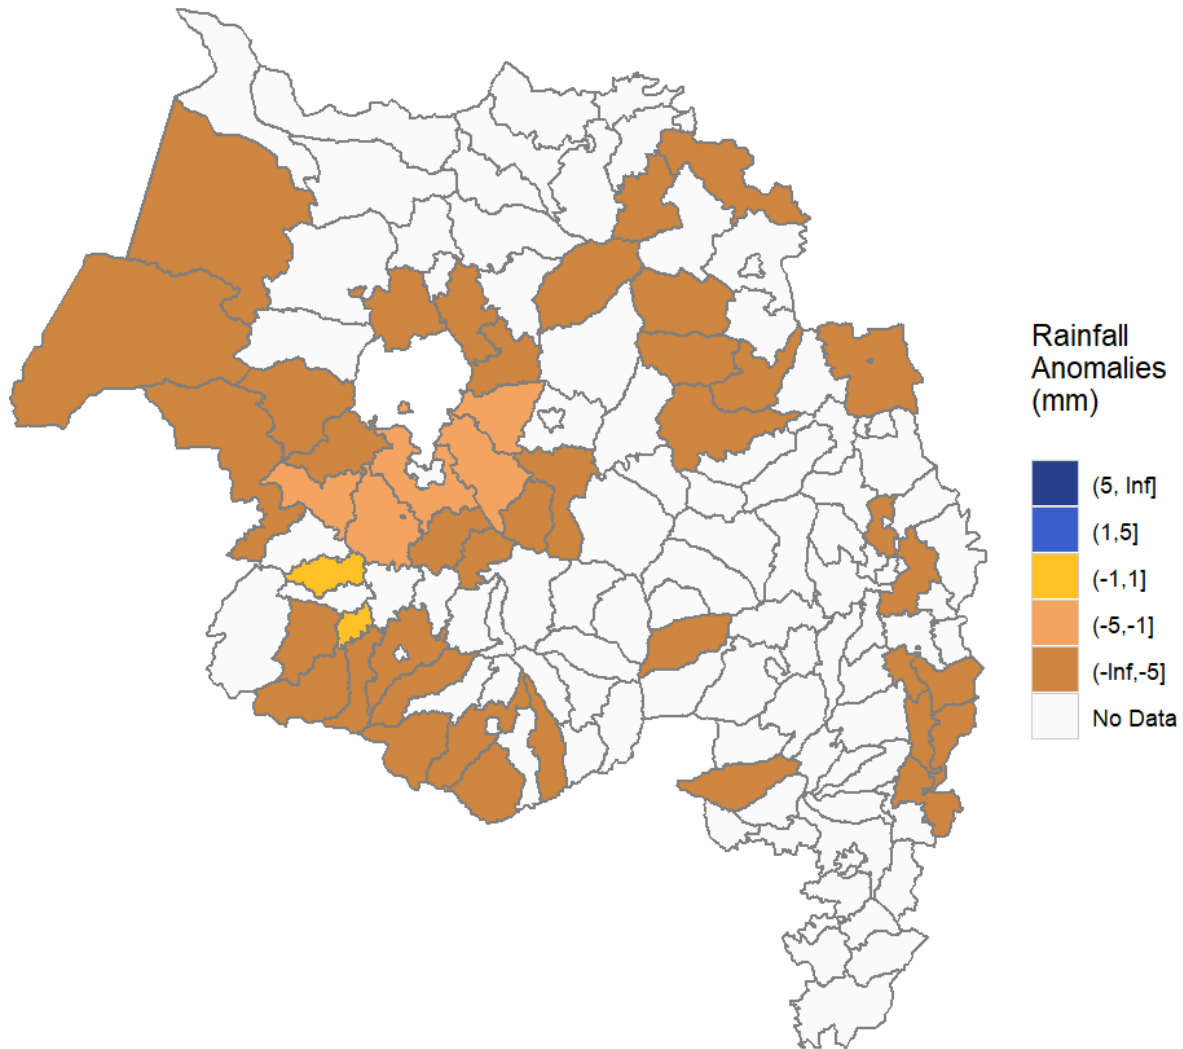 Rainfall
Anomalies
(mm)
(5, Inf]
(1,5]
(-1,1]
(-5,-1]
(-Inf,-5]
No Data